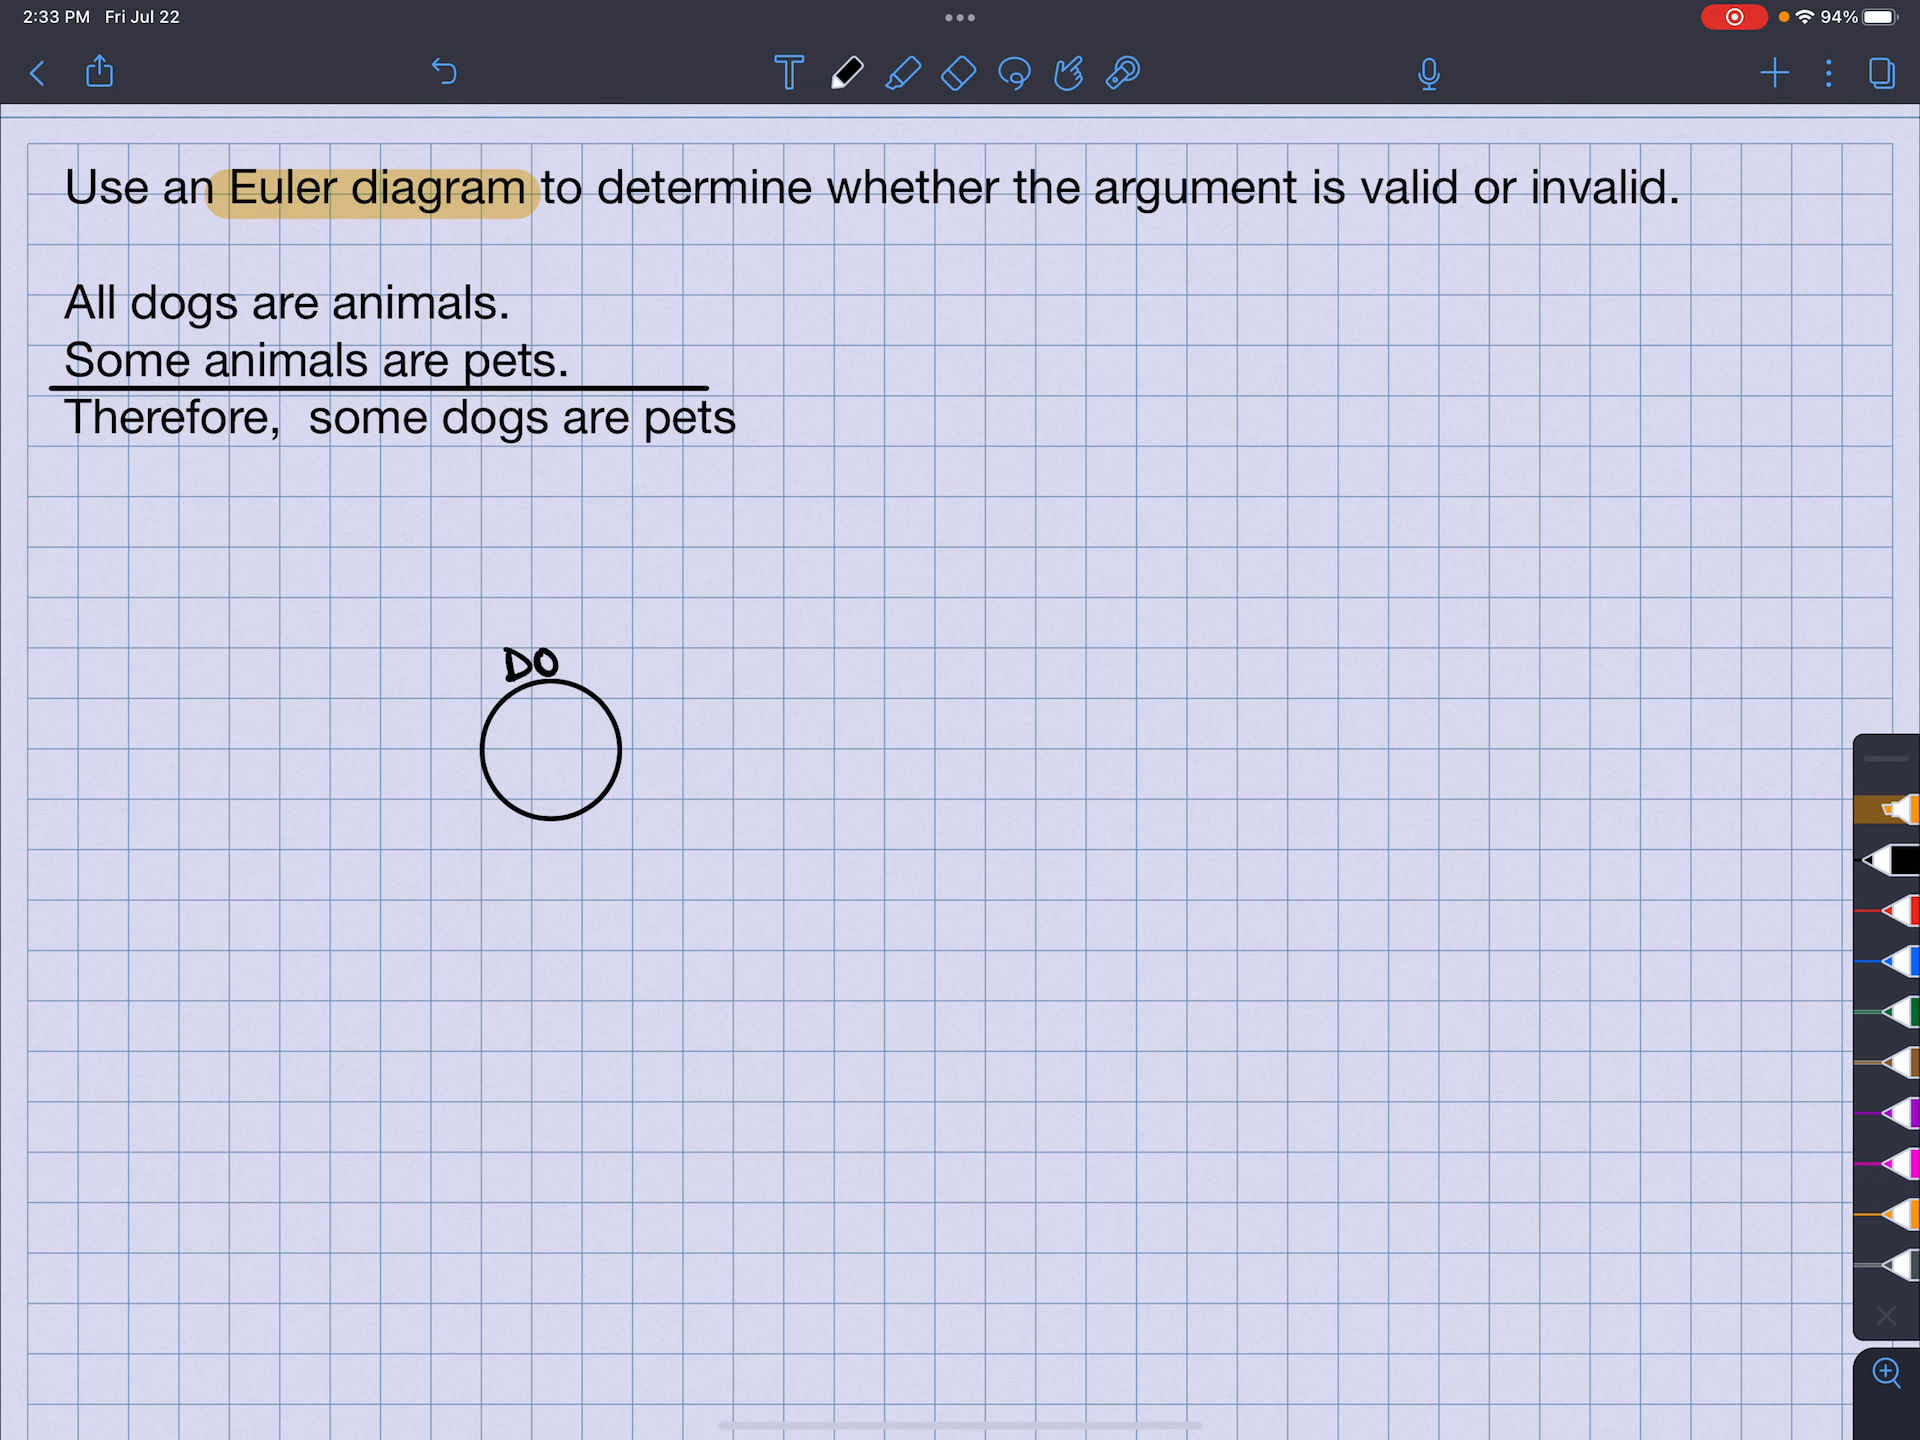 2:33 PM Fri Jul 22
94%
Use an Euler diagram to determine whether the argument is valid or invalid.
All dogs are animals.
Some animals are pets.
Therefore, some dogs are pets
DO